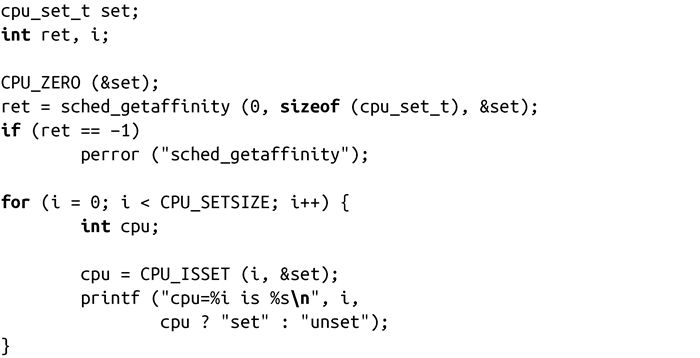 cpu_set_t set;
int ret, i;

CPU_ZERO (&set);
ret = sched_getaffinity (0, sizeof (cpu_set_t), &set);
if (ret == −1)
        perror ("sched_getaffinity");

for (i = 0; i < CPU_SETSIZE; i++) {
        int cpu;

        cpu = CPU_ISSET (i, &set);
        printf ("cpu=%i is %s\n", i,
                cpu ? "set" : "unset");
}